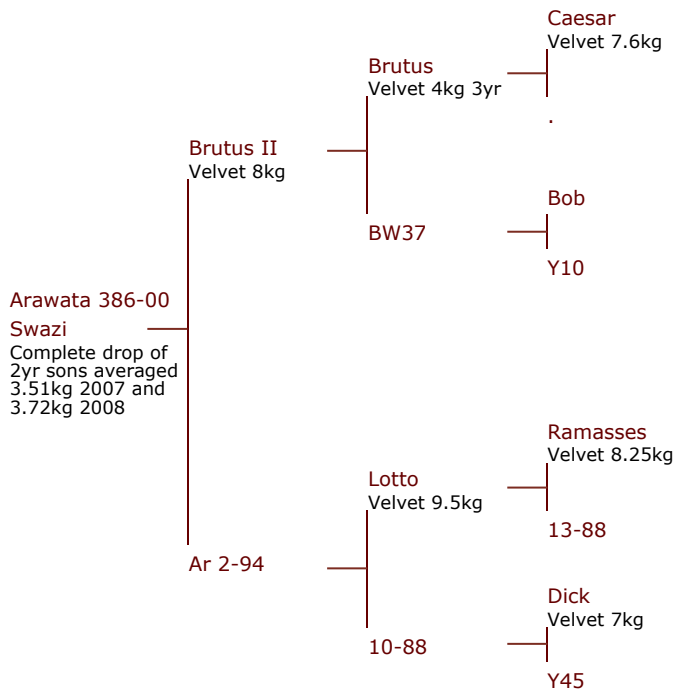 Caesar
Velvet 7.6kg
Brutus
Velvet 4kg 3yr
.
Brutus II
Velvet 8kg
Bob
BW37
Y10
Arawata 386-00
Swazi
Complete drop of
2yr sons averaged
3.51kg 2007 and
3.72kg 2008
Ramasses
Velvet 8.25kg
Lotto
Velvet 9.5kg
13-88
Ar 2-94
Dick
Velvet 7kg
10-88
Y45